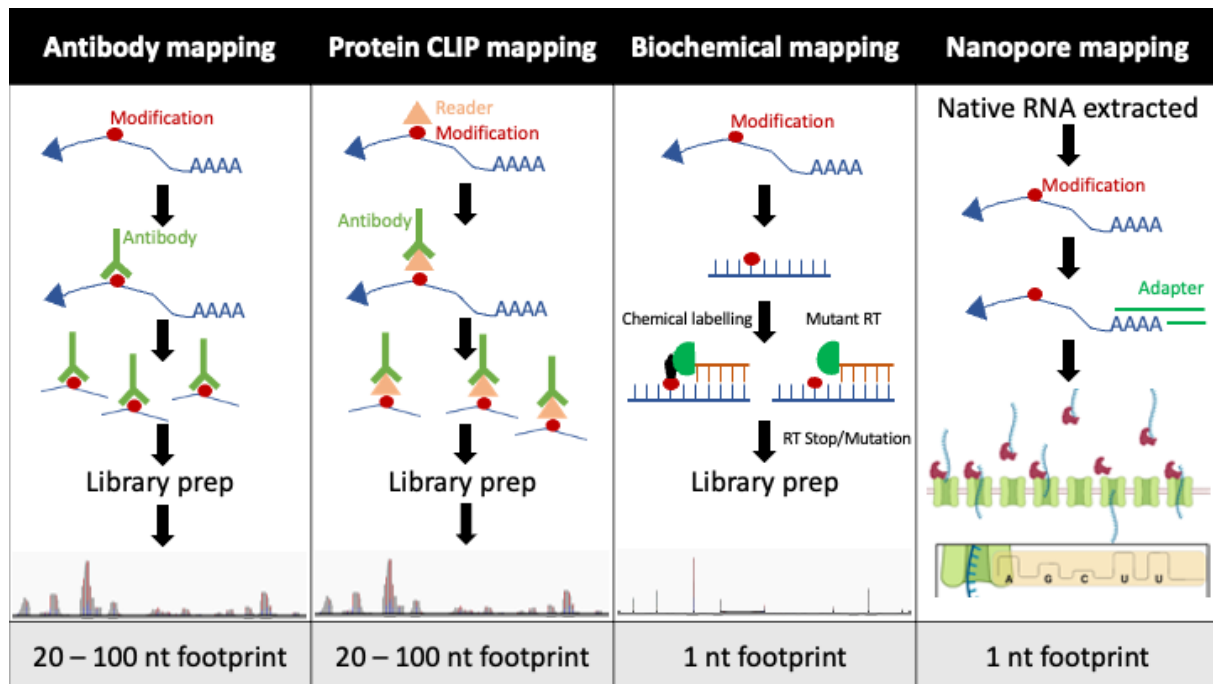 Antibody mapping
Modification
AAAA
Antibody
AAAA
Library prep
20 – 100 nt footprint
Protein CLIP mapping
Reader
Modification
AAAA
Antibody
AAAA
Library prep
20 – 100 nt footprint
Biochemical mapping
Modification
AAAA
Chemical labelling
Mutant RT
RT Stop/Mutation
Library prep
1 nt footprint
Nanopore mapping
Native RNA extracted
Modification
AAAA
Adapter
AAAA
A G C U U
1 nt footprint